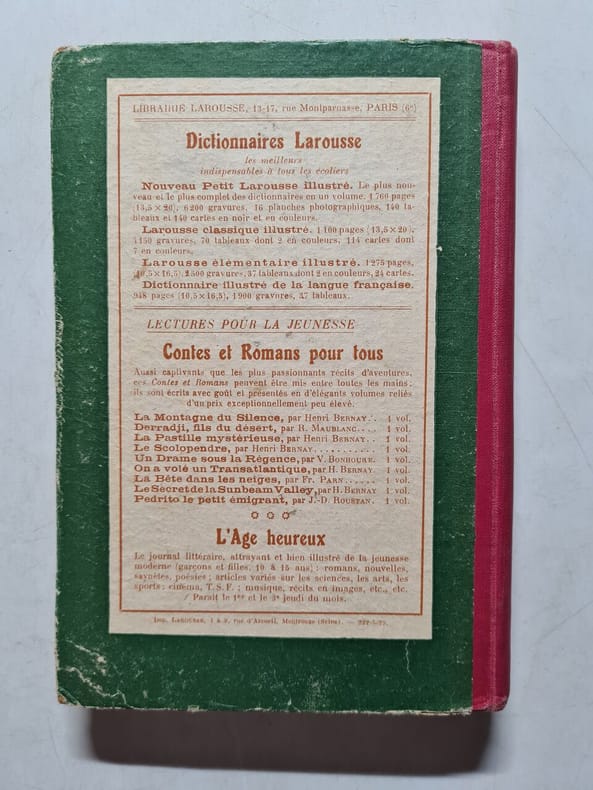 LIBRAIRIE LAROUSSE, 13-17, rue Montparnasse, PARIS (6e)
Dictionnaires Larousse
les meilleurs
indispensables à tous les écoliers
Nouveau Petit Larousse illustré. Le plus nou-
veau et le plus complet des dictionnaires en un volume. 1 760 pages
(13,5 × 20), 6 200 gravures, 16 planches photographiques, 140 ta-
bleaux et 140 cartes en noir et en couleurs.
Larousse classique illustré. 1 100 pages (13,5 × 20),
4 150 gravures, 70 tableaux dont 2 en couleurs, 114 cartes dont
7 en couleurs.
Larousse élémentaire illustré. 1 275 pages,
(10,5 × 16,5), 2 500 gravures, 37 tableaux dont 2 en couleurs, 24 cartes.
Dictionnaire illustré de la langue française.
948 pages (10,5 × 16,5), 1 900 gravures, 37 tableaux.
LECTURES POUR LA JEUNESSE
Contes et Romans pour tous
Aussi captivants que les plus passionnants récits d'aventures,
ces Contes et Romans peuvent être mis entre toutes les mains :
ils sont écrits avec goût et présentés en d'élégants volumes reliés
d'un prix exceptionnellement peu élevé.
La Montagne du Silence, par Henri BERNAY.. 1 vol.
Derradji, fils du désert, par R. MAUBLANC.... 1 vol.
La Pastille mystérieuse, par Henri BERNAY.. 1 vol.
Le Scolopendre, par Henri BERNAY........... 1 vol.
Un Drame sous la Régence, par V. BONHOURE. 1 vol.
On a volé un Transatlantique, par H. BERNAY. 1 vol.
La Bête dans les neiges, par Fr. PARN...... 1 vol.
Le Secret de la Sunbeam Valley, par H. BERNAY 1 vol.
Pedrito le petit émigrant, par J.-D. ROUSTAN. 1 vol.
L'Age heureux
Le journal littéraire, attrayant et bien illustré de la jeunesse
moderne (garçons et filles, 10 à 15 ans) : romans, nouvelles,
saynètes, poésies ; articles variés sur les sciences, les arts, les
sports ; cinéma, T. S. F. ; musique, récits en images, etc., etc.
Paraît le 1er et le 3e jeudi du mois.
Imp. LAROUSSE, 1 à 9, rue d'Arcueil, Montrouge (Seine).